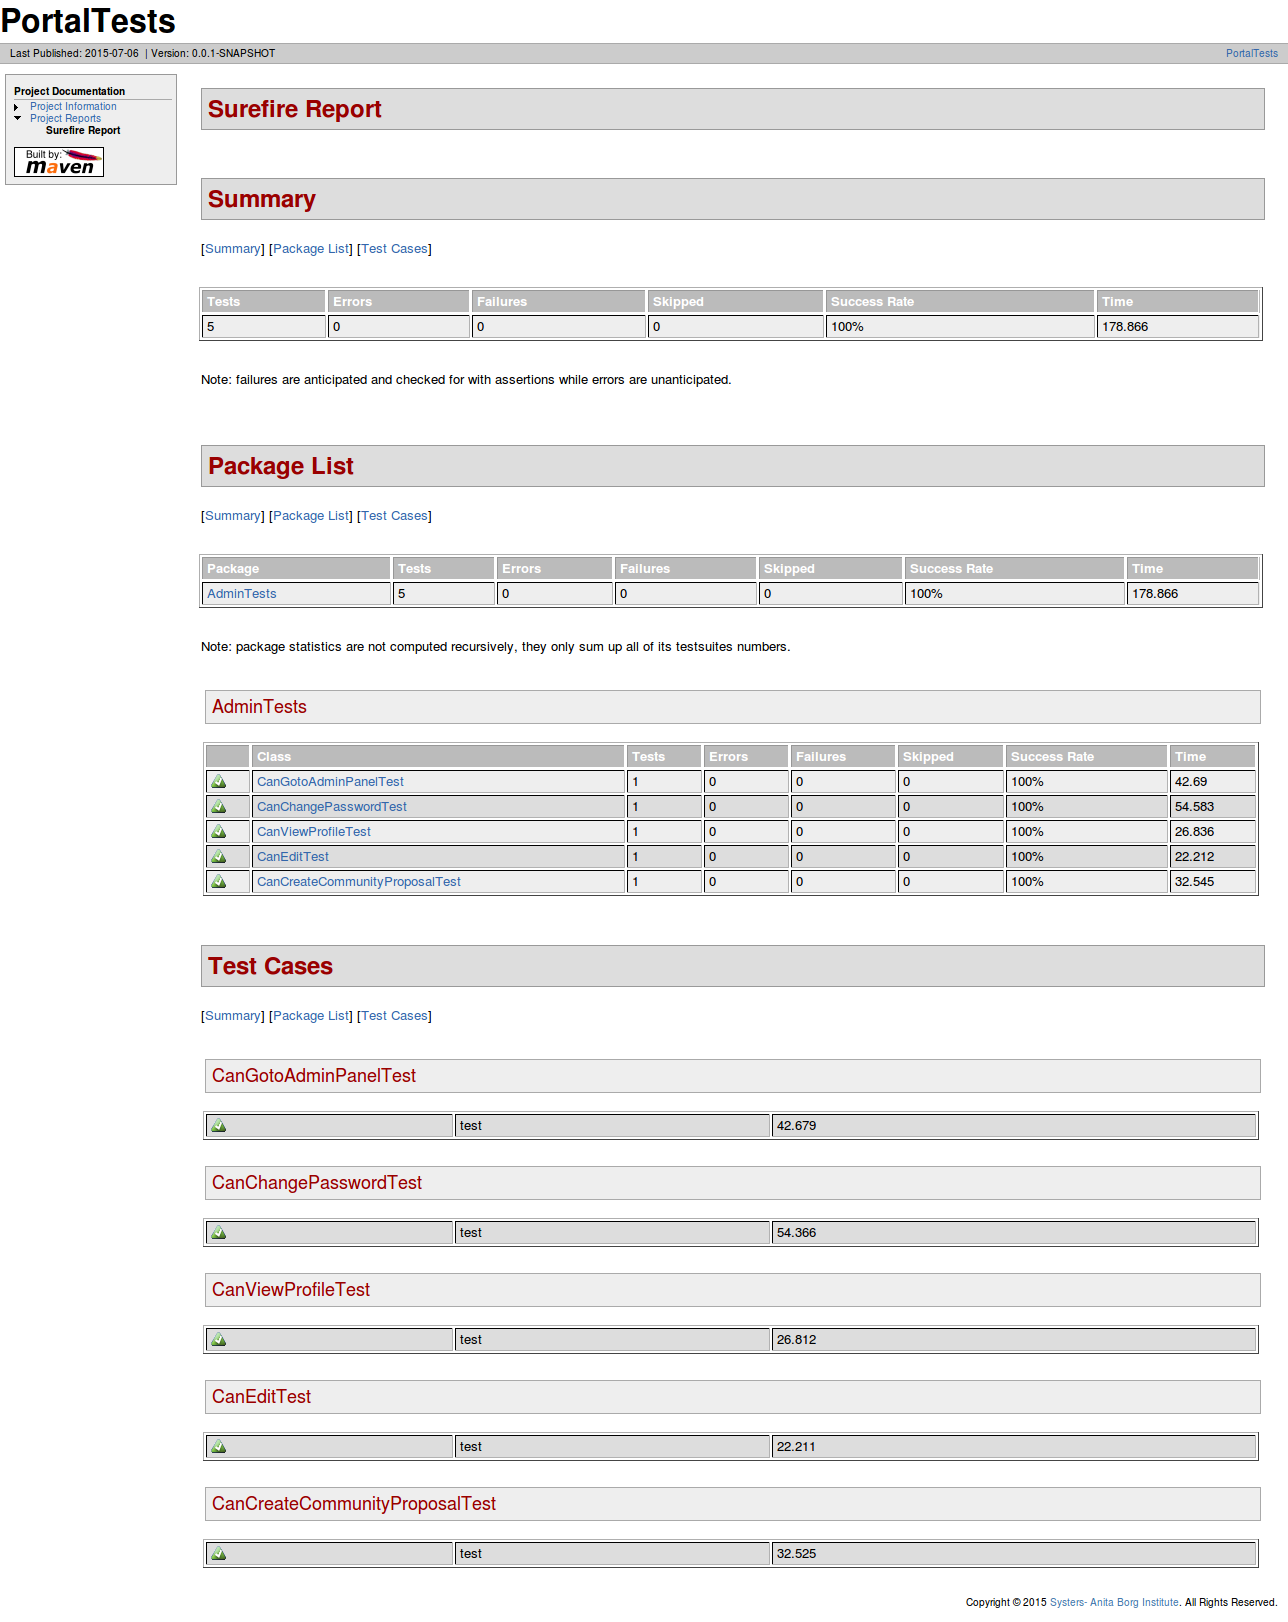 PortalTests
Last Published: 2015-07-06 | Version: 0.0.1-SNAPSHOT PortalTests
Project Documentation
Project Information
Project Reports
Surefire Report
Built by:
maven
Surefire Report
Summary
[Summary] [Package List] [Test Cases]
Tests Errors Failures Skipped Success Rate Time
5 0 0 0 100% 178.866
Note: failures are anticipated and checked for with assertions while errors are unanticipated.
Package List
[Summary] [Package List] [Test Cases]
Package Tests Errors Failures Skipped Success Rate Time
AdminTests 5 0 0 0 100% 178.866
Note: package statistics are not computed recursively, they only sum up all of its testsuites numbers.
AdminTests
Class Tests Errors Failures Skipped Success Rate Time
CanGotoAdminPanelTest 1 0 0 0 100% 42.69
CanChangePasswordTest 1 0 0 0 100% 54.583
CanViewProfileTest 1 0 0 0 100% 26.836
CanEditTest 1 0 0 0 100% 22.212
CanCreateCommunityProposalTest 1 0 0 0 100% 32.545
Test Cases
[Summary] [Package List] [Test Cases]
CanGotoAdminPanelTest
test 42.679
CanChangePasswordTest
test 54.366
CanViewProfileTest
test 26.812
CanEditTest
test 22.211
CanCreateCommunityProposalTest
test 32.525
Copyright © 2015 Systers- Anita Borg Institute. All Rights Reserved.